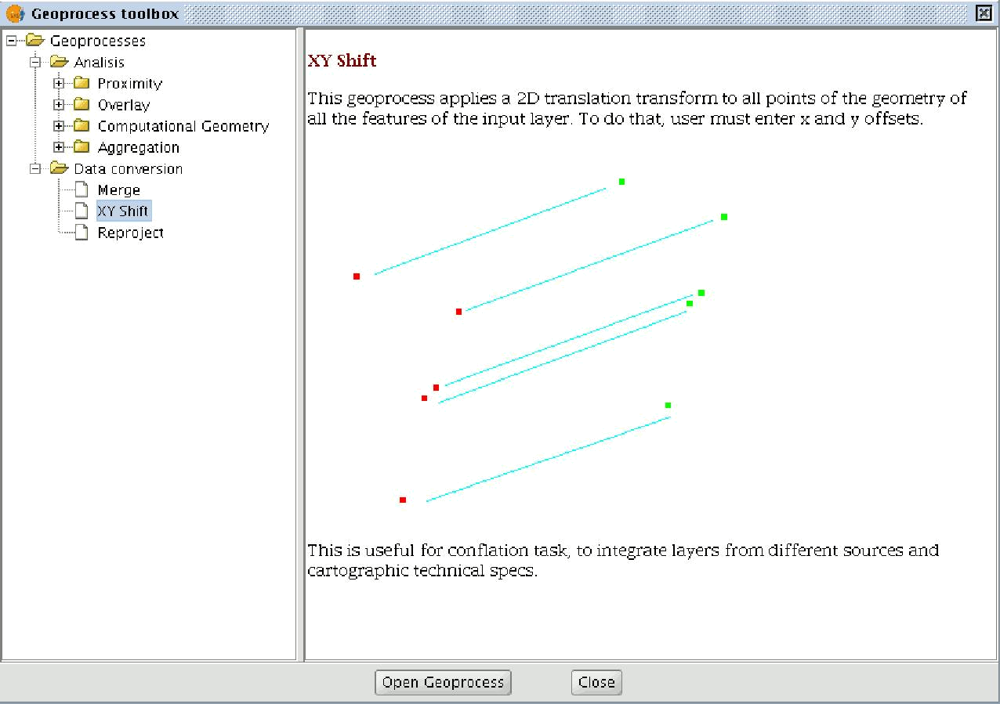 Geoprocess toolbox
Geoprocesses
Analisis
Proximity
Overlay
Computational Geometry
Aggregation
Data conversion
Merge
XY Shift
Reproject
XY Shift
This geoprocess applies a 2D translation transform to all points of the geometry of
all the features of the input layer. To do that, user must enter x and y offsets.
This is useful for conflation task, to integrate layers from different sources and
cartographic technical specs.
Open Geoprocess
Close